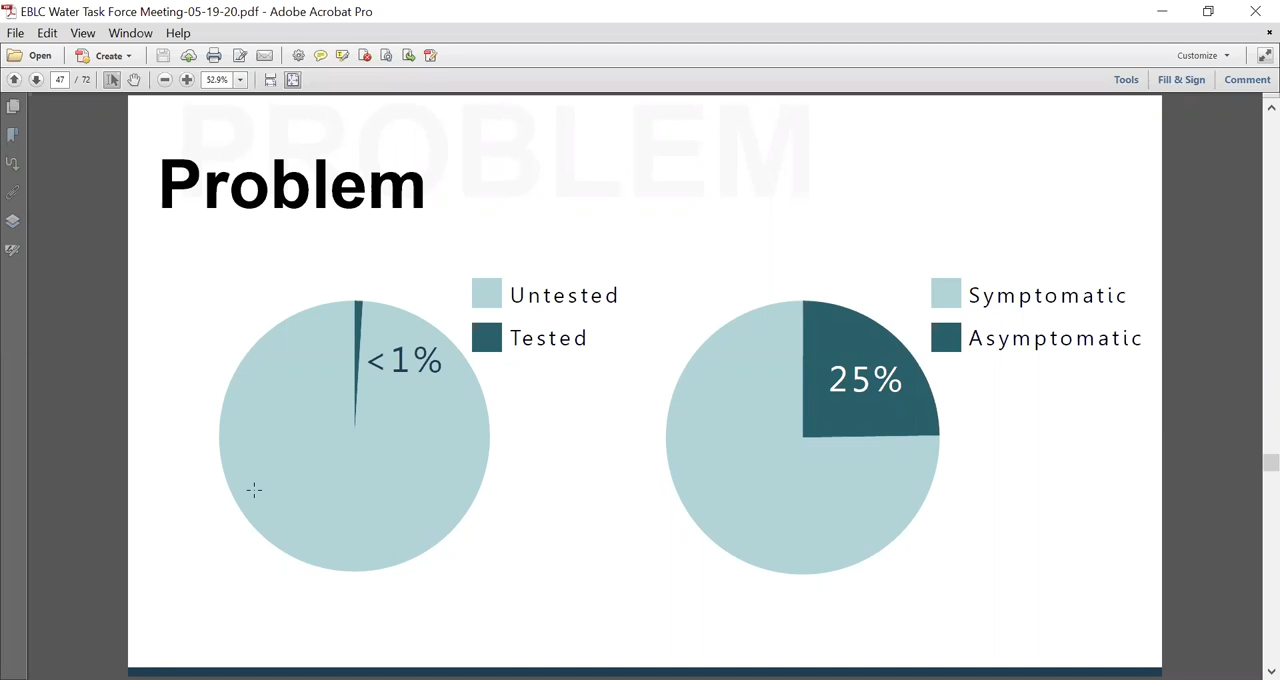 EBLC Water Task Force Meeting-05-19-20.pdf - Adobe Acrobat Pro
File Edit View Window Help
Open Create Customize
47 / 72 52.9% Tools Fill & Sign Comment
PROBLEM
Problem
Untested
Tested
<1%
Symptomatic
Asymptomatic
25%